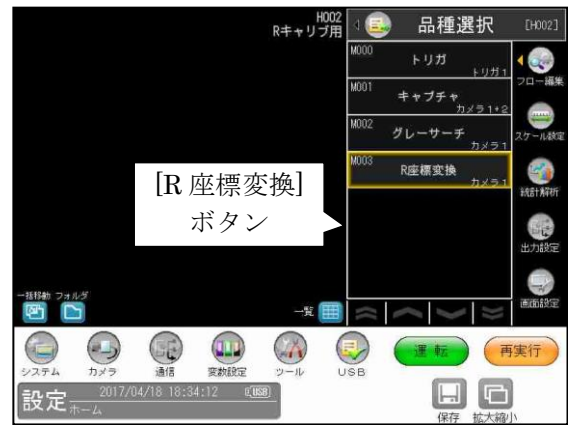 H002
Rキャリブ用
品種選択
[H002]
M000
トリガ
トリガ1
M001
キャプチャ
カメラ1+2
M002
グレーサーチ
カメラ1
M003
R座標変換
カメラ1
フロー編集
スケール設定
統計解析
出力設定
画面設定
[R 座標変換]
ボタン
一括移動 フォルダ
一覧
システム
カメラ
通信
変数設定
ツール
USB
運転
再実行
設定
2017/04/18 18:34:12
USB
ホーム
保存
拡大縮小